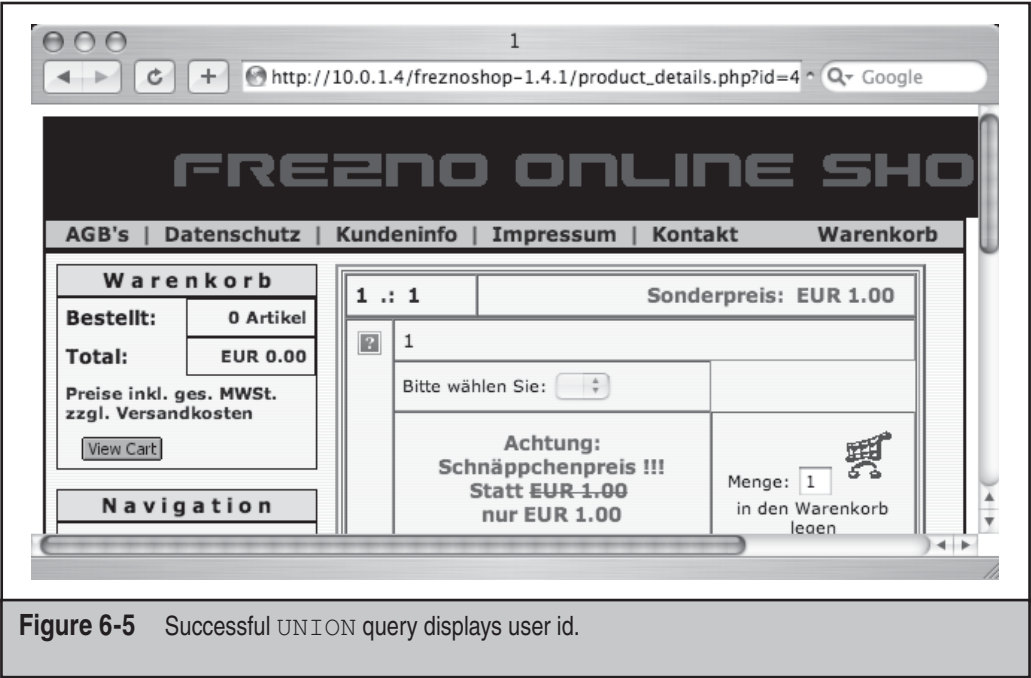 1
http://10.0.1.4/freznoshop-1.4.1/product_details.php?id=4
Google
FREZNO ONLINE SHO
AGB's | Datenschutz | Kundeninfo | Impressum | Kontakt Warenkorb
Warenkorb
Bestellt: 0 Artikel
Total: EUR 0.00
Preise inkl. ges. MWSt.
zzgl. Versandkosten
View Cart
Navigation
1 .: 1 Sonderpreis: EUR 1.00
?
1
Bitte wählen Sie:
Achtung:
Schnäppchenpreis !!!
Statt EUR 1.00
nur EUR 1.00
Menge: 1
in den Warenkorb
legen
Figure 6-5 Successful UNION query displays user id.